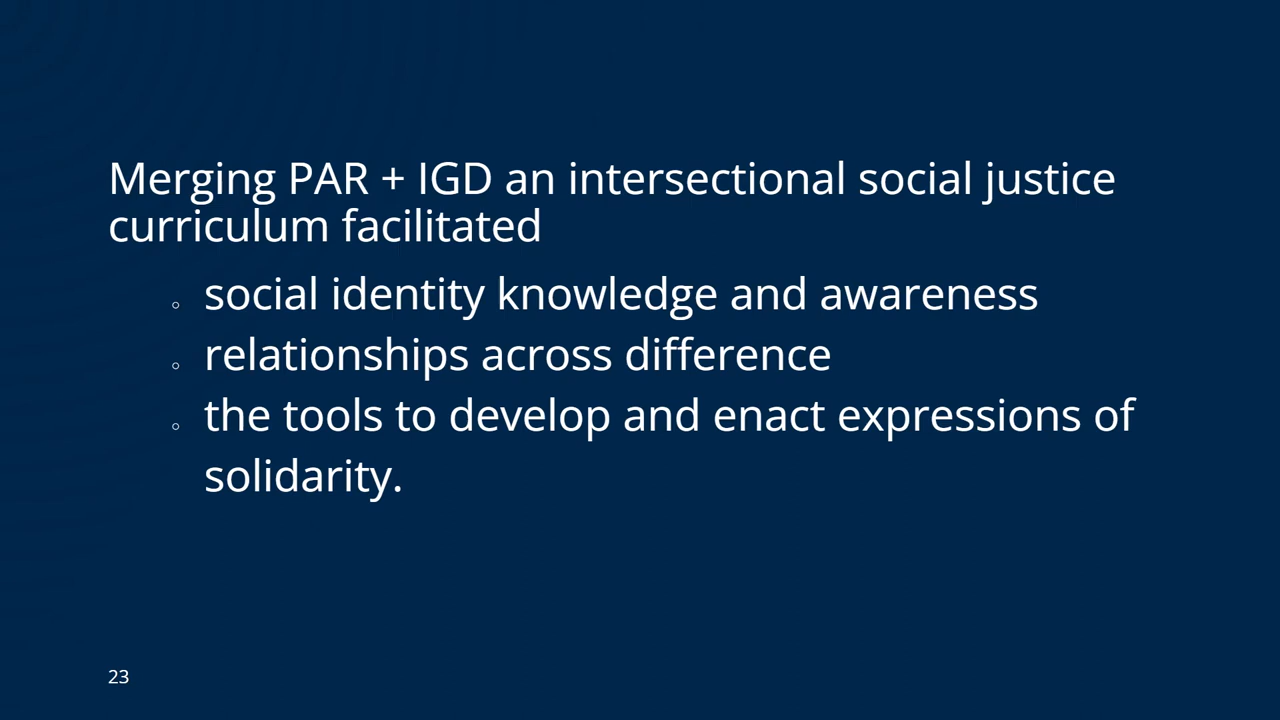 Merging PAR + IGD an intersectional social justice
curriculum facilitated
○ social identity knowledge and awareness
○ relationships across difference
○ the tools to develop and enact expressions of
solidarity.
23